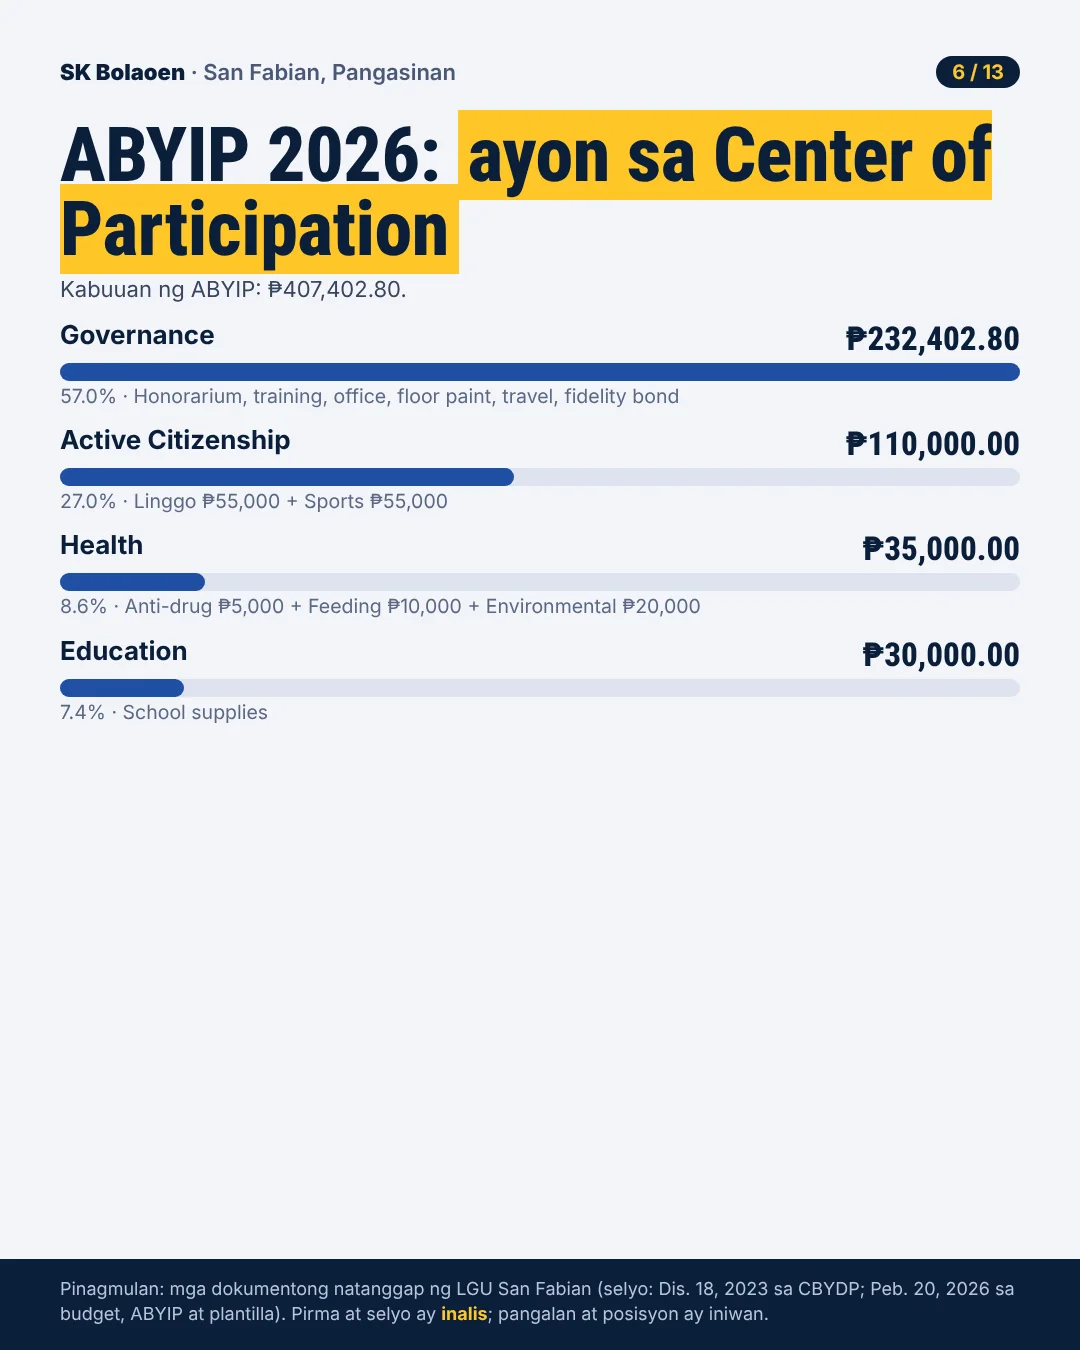 SK Bolaoen · San Fabian, Pangasinan
6 / 13
ABYIP 2026: ayon sa Center of
Participation
Kabuuan ng ABYIP: ₱407,402.80.
Governance
₱232,402.80
57.0% · Honorarium, training, office, floor paint, travel, fidelity bond
Active Citizenship
₱110,000.00
27.0% · Linggo ₱55,000 + Sports ₱55,000
Health
₱35,000.00
8.6% · Anti-drug ₱5,000 + Feeding ₱10,000 + Environmental ₱20,000
Education
₱30,000.00
7.4% · School supplies
Pinagmulan: mga dokumentong natanggap ng LGU San Fabian (selyo: Dis. 18, 2023 sa CBYDP; Peb. 20, 2026 sa
budget, ABYIP at plantilla). Pirma at selyo ay inalis; pangalan at posisyon ay iniwan.